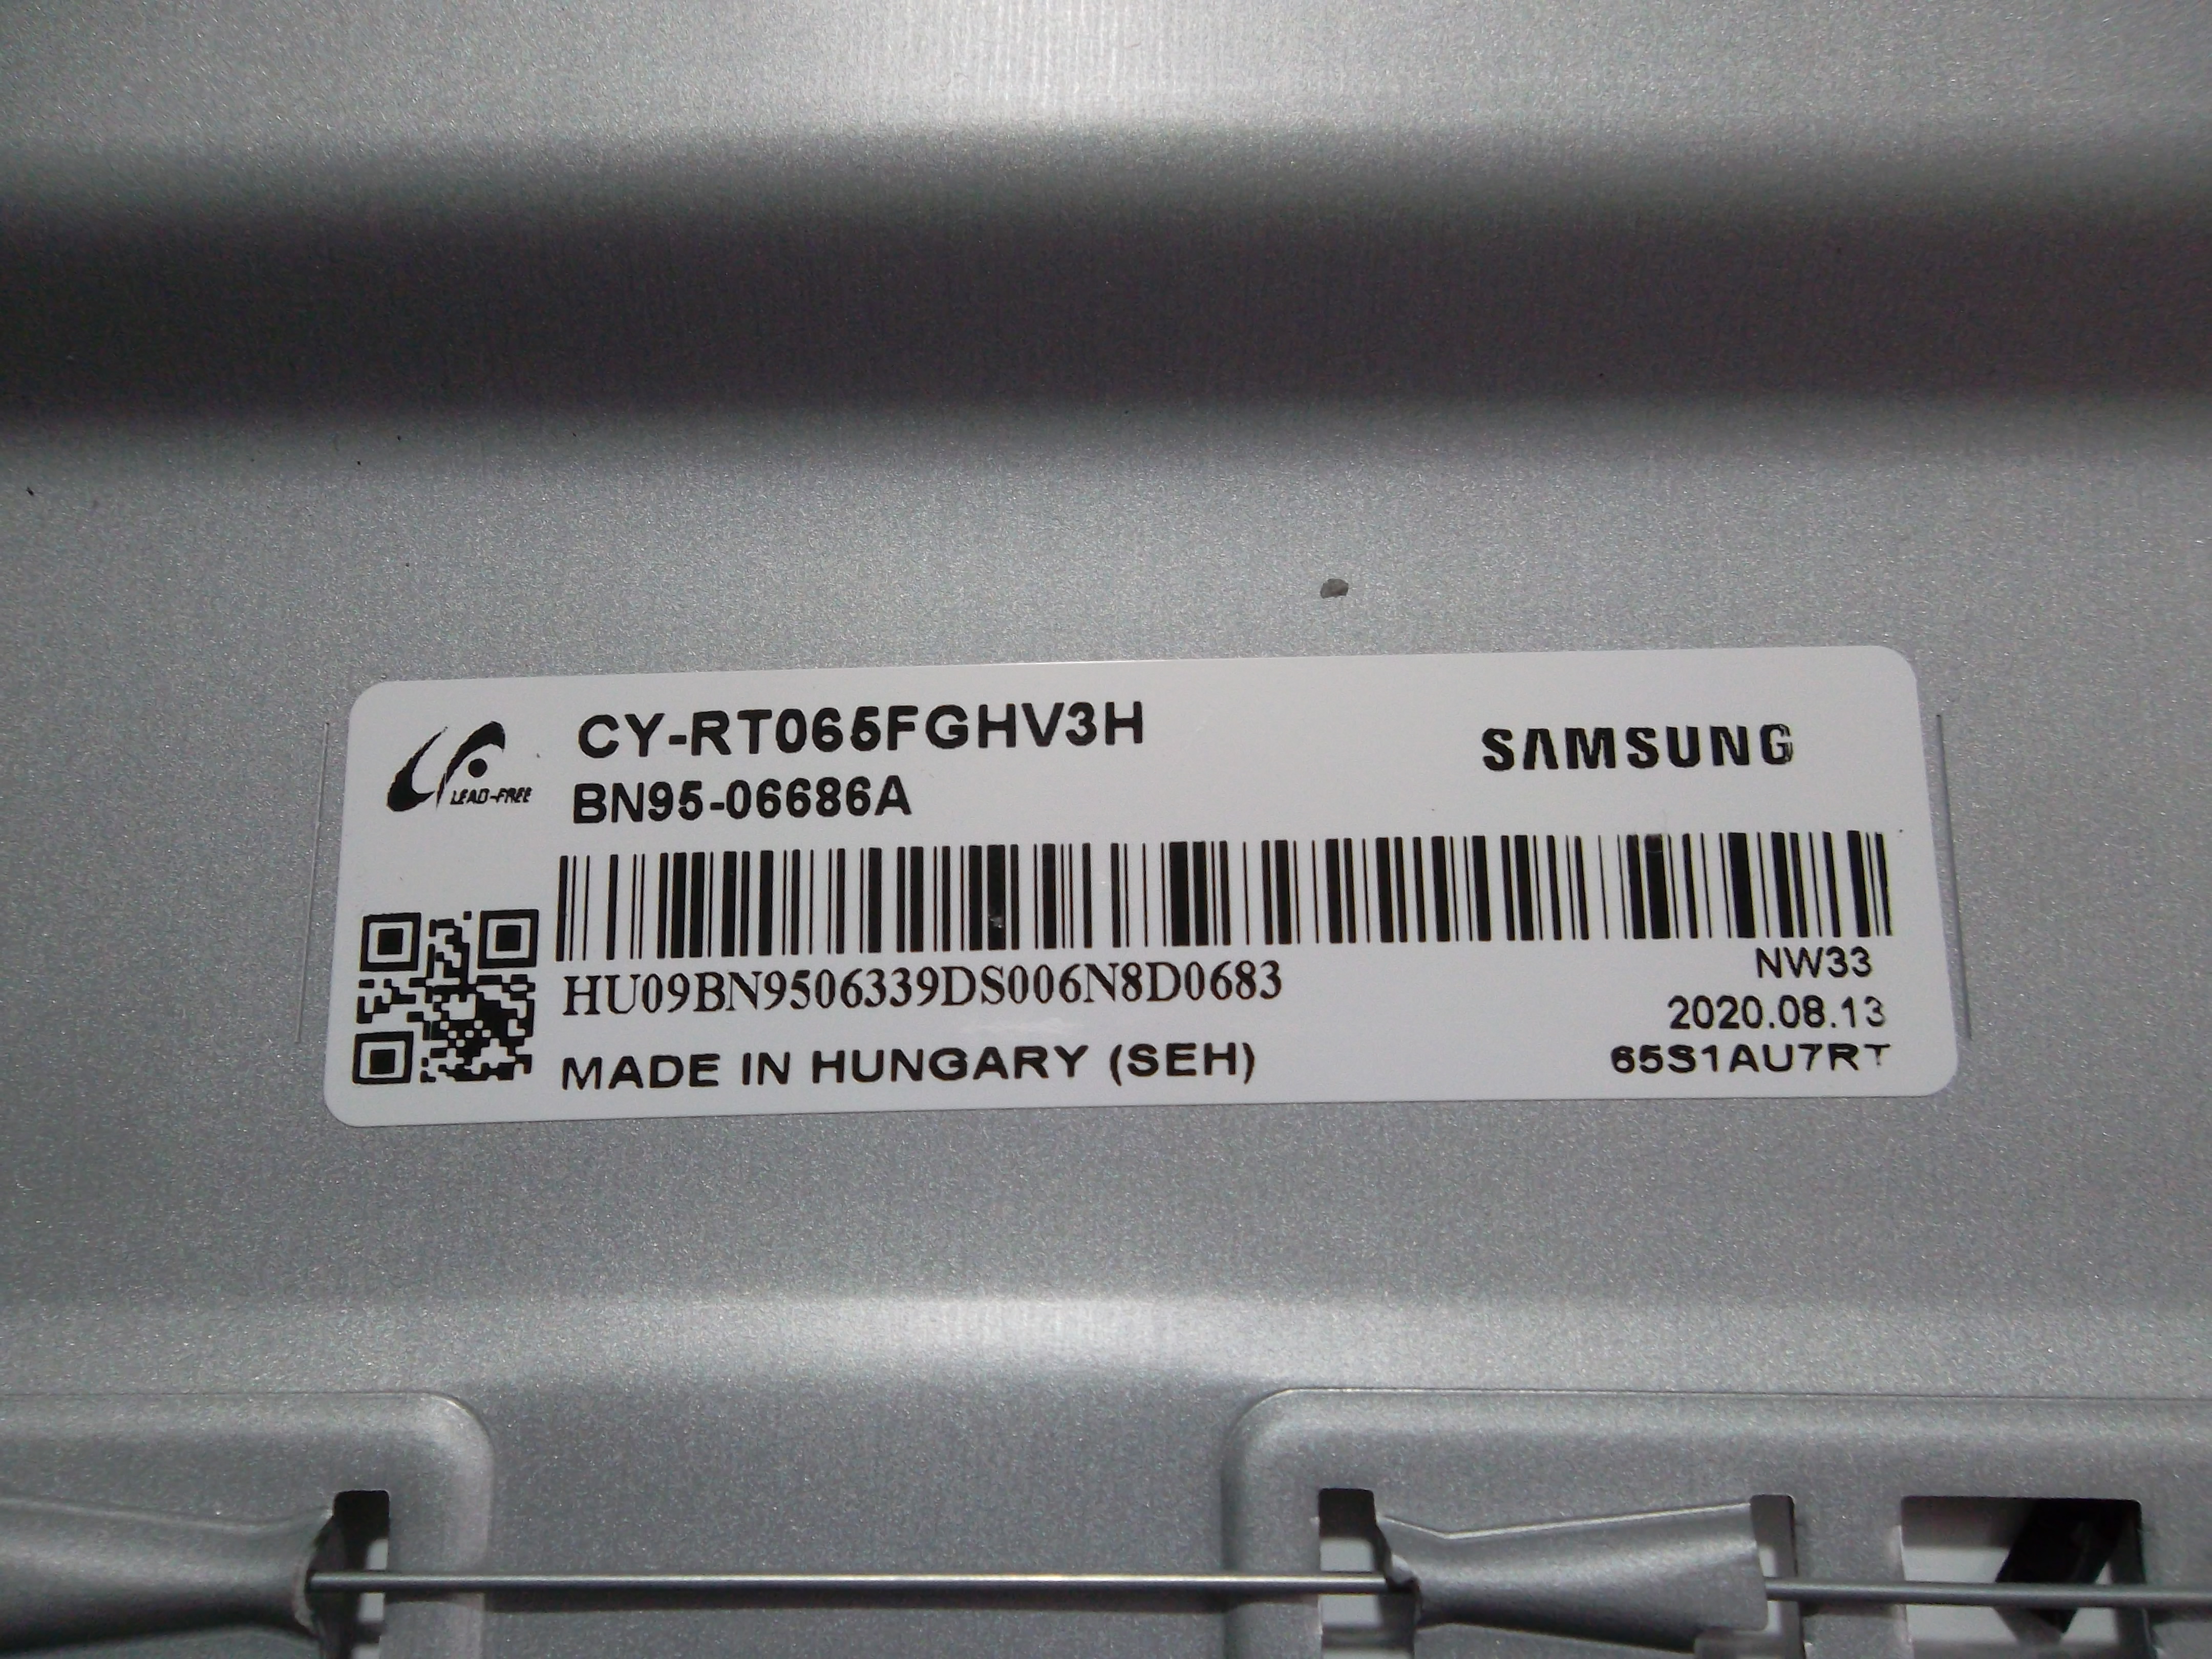 CY-RT065FGHV3H
SAMSUNG
LEAD-FREE
BN95-06686A
HU09BN9506339DS006N8D0683
NW33
2020.08.13
MADE IN HUNGARY (SEH)
65S1AU7RT